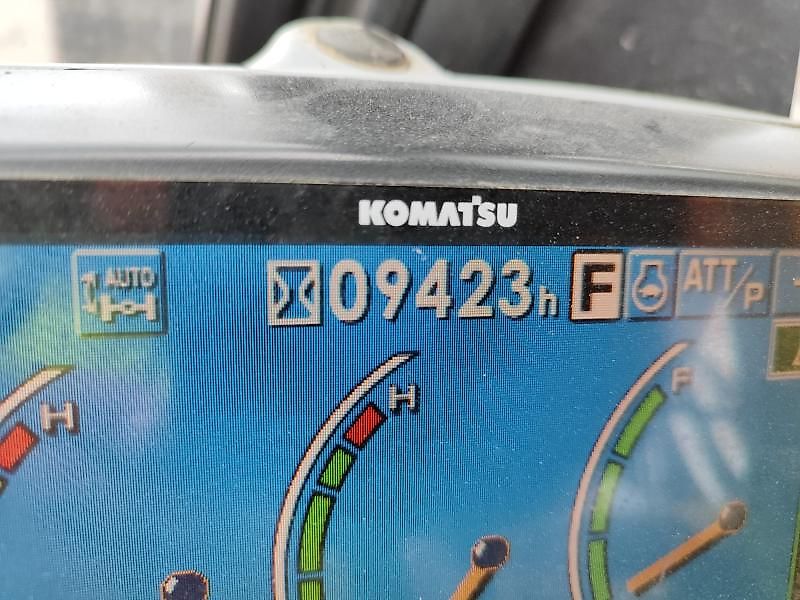 KOMATSU
AUTO 09423h F ATT/P
H H F